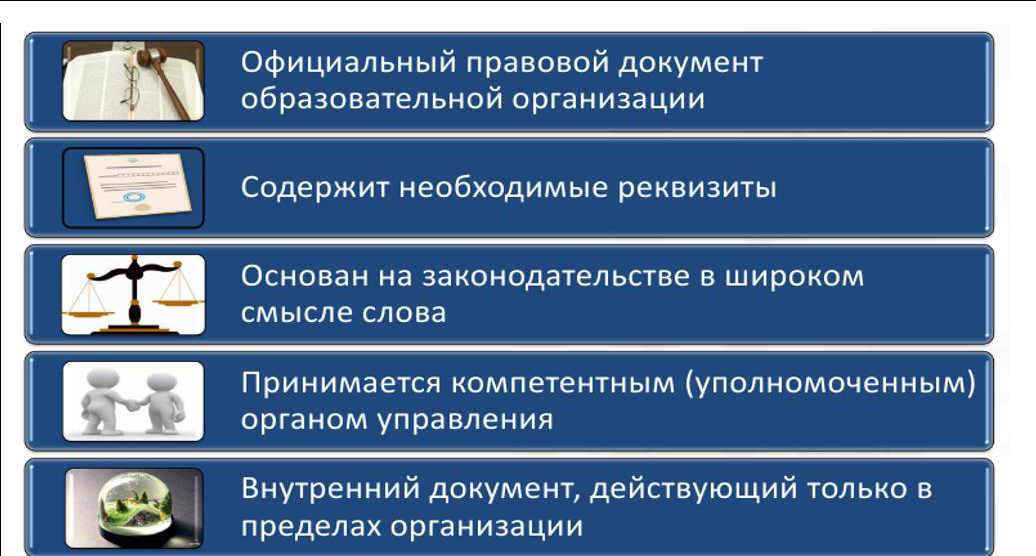 Официальный правовой документ
образовательной организации
Содержит необходимые реквизиты
Основан на законодательстве в широком
смысле слова
Принимается компетентным (уполномоченным)
органом управления
Внутренний документ, действующий только в
пределах организации